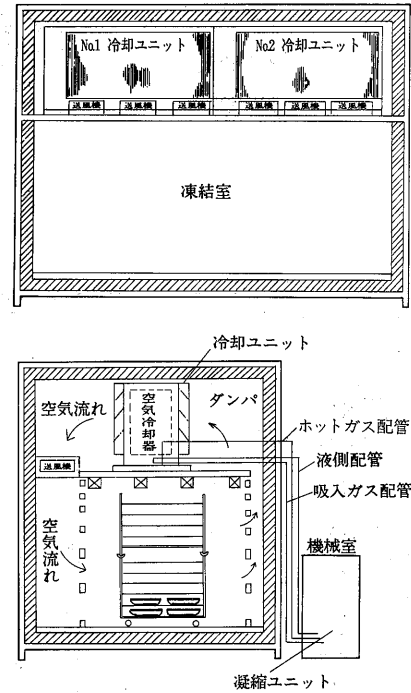 No.1 冷却ユニット
No.2 冷却ユニット
送風機
送風機
送風機
送風機
送風機
送風機
凍結室
冷却ユニット
空気冷却器
ダンパ
空気流れ
ホットガス配管
送風機
液側配管
吸入ガス配管
空気流れ
機械室
凝縮ユニット